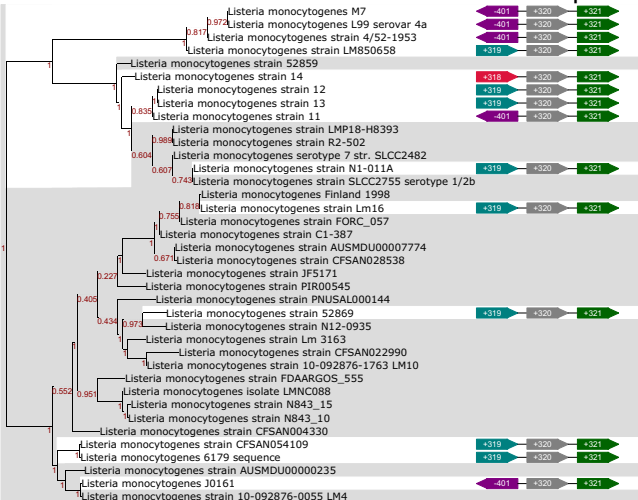 Listeria monocytogenes M7 -401 +320 +321
0.972 Listeria monocytogenes L99 serovar 4a -401 +320 +321
0.817 Listeria monocytogenes strain 4/52-1953 -401 +320 +321
Listeria monocytogenes strain LM850658 +319 +320 +321
1 Listeria monocytogenes strain 52859
1 Listeria monocytogenes strain 14 +318 +320 +321
Listeria monocytogenes strain 12 +319 +320 +321
1 Listeria monocytogenes strain 13 +319 +320 +321
0.835 Listeria monocytogenes strain 11 -401 +320 +321
1 Listeria monocytogenes strain LMP18-H8393
0.989 Listeria monocytogenes strain R2-502
0.604 Listeria monocytogenes serotype 7 str. SLCC2482
0.607 Listeria monocytogenes strain N1-011A +319 +320 +321
0.743 Listeria monocytogenes strain SLCC2755 serotype 1/2b
Listeria monocytogenes Finland 1998
0.818 Listeria monocytogenes strain Lm16 +319 +320 +321
0.755 Listeria monocytogenes strain FORC_057
Listeria monocytogenes strain C1-387
1 1 Listeria monocytogenes strain AUSMDU00007774
1 0.671 Listeria monocytogenes strain CFSAN028538
0.227 1 Listeria monocytogenes strain JF5171
Listeria monocytogenes strain PIR00545
0.405 Listeria monocytogenes strain PNUSAL000144
Listeria monocytogenes strain 52869 +319 +320 +321
0.434 0.973 Listeria monocytogenes strain N12-0935
Listeria monocytogenes strain Lm 3163
1 1 Listeria monocytogenes strain CFSAN022990
1 1 Listeria monocytogenes strain 10-092876-1763 LM10
Listeria monocytogenes strain FDAARGOS_555
0.552 0.951 Listeria monocytogenes isolate LMNC088
1 Listeria monocytogenes strain N843_15
1 Listeria monocytogenes strain N843_10
1 Listeria monocytogenes strain CFSAN004330
1 Listeria monocytogenes strain CFSAN054109 +319 +320 +321
1 Listeria monocytogenes 6179 sequence +319 +320 +321
1 Listeria monocytogenes strain AUSMDU00000235
1 Listeria monocytogenes J0161 -401 +320 +321
1 Listeria monocytogenes strain 10-092876-0055 LM4